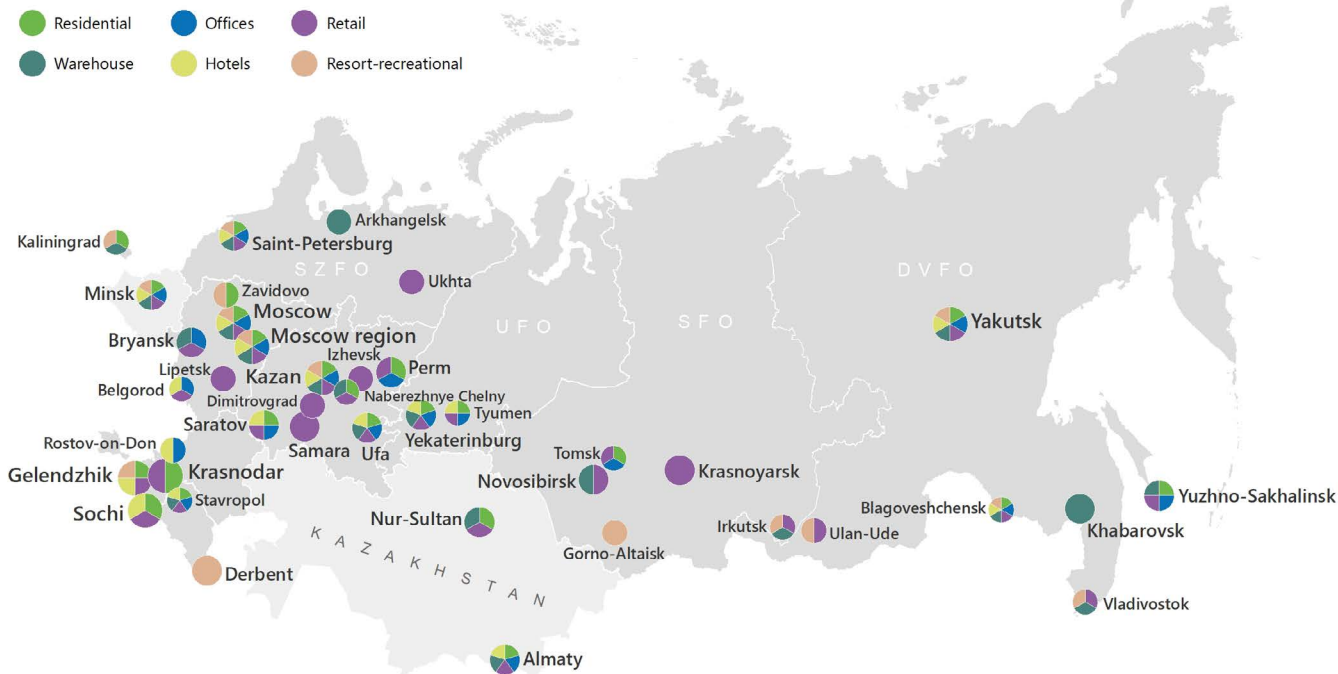 Residential
Offices
Retail
Warehouse
Hotels
Resort-recreational
Arkhangelsk
Kaliningrad
Saint-Petersburg
SZFO
DVFO
Ukhta
Minsk
Zavidovo
Moscow
UFO
SFO
Yakutsk
Bryansk
Moscow region
Izhevsk
Lipetsk
Kazan
Perm
Belgorod
Naberezhnye Chelny
Dimitrovgrad
Tyumen
Saratov
Yekaterinburg
Samara
Ufa
Rostov-on-Don
Tomsk
Gelendzhik
Krasnodar
Novosibirsk
Krasnoyarsk
Stavropol
Yuzhno-Sakhalinsk
Sochi
Blagoveshchensk
Nur-Sultan
Irkutsk
Ulan-Ude
Khabarovsk
Gorno-Altaisk
KAZAKHSTAN
Derbent
Vladivostok
Almaty